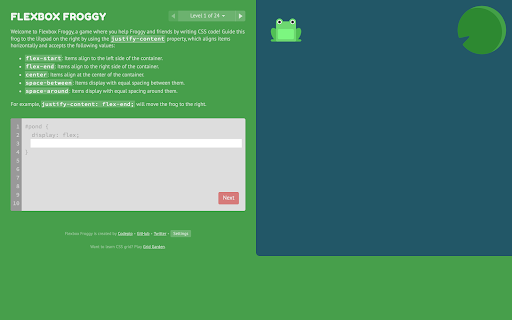 FLEXBOX FROGGY
Level 1 of 24
Welcome to Flexbox Froggy, a game where you help Froggy and friends by writing CSS code! Guide this
frog to the lilypad on the right by using the justify-content property, which aligns items
horizontally and accepts the following values:
flex-start: Items align to the left side of the container.
flex-end: Items align to the right side of the container.
center: Items align at the center of the container.
space-between: Items display with equal spacing between them.
space-around: Items display with equal spacing around them.
For example, justify-content: flex-end; will move the frog to the right.
1 #pond {
2 display: flex;
3
4 }
5
6
7
8
9
10
Next
Flexbox Froggy is created by Codepip • GitHub • Twitter • Settings
Want to learn CSS grid? Play Grid Garden.